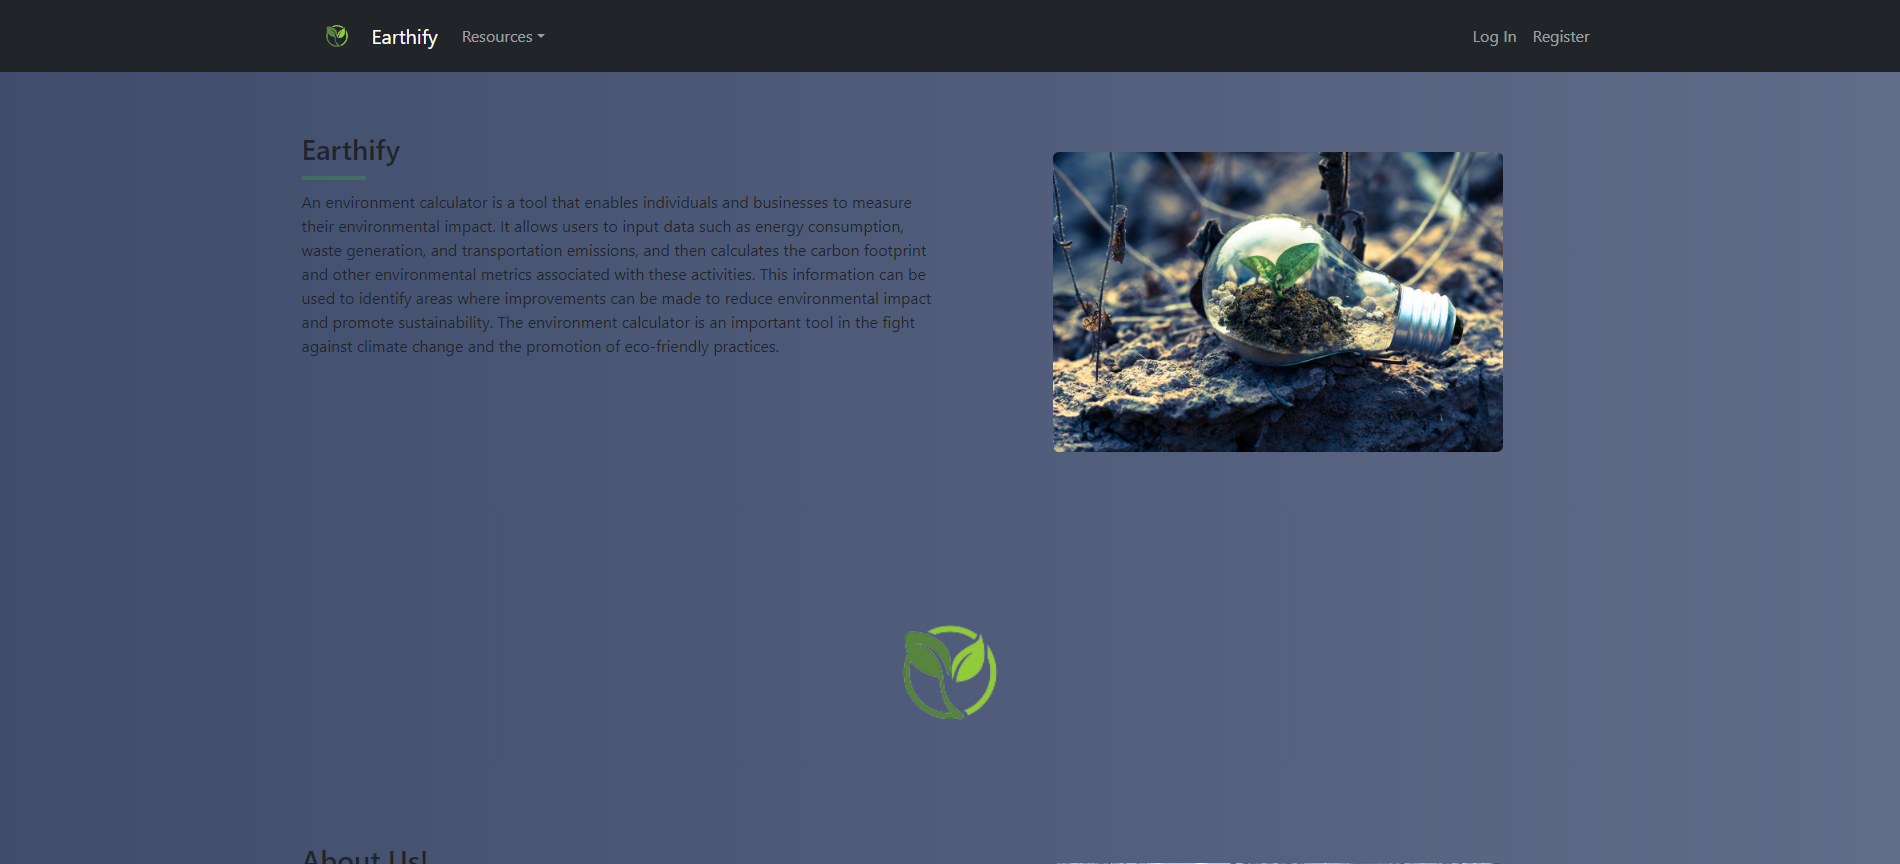 Earthify Resources Log In Register
Earthify
An environment calculator is a tool that enables individuals and businesses to measure
their environmental impact. It allows users to input data such as energy consumption,
waste generation, and transportation emissions, and then calculates the carbon footprint
and other environmental metrics associated with these activities. This information can be
used to identify areas where improvements can be made to reduce environmental impact
and promote sustainability. The environment calculator is an important tool in the fight
against climate change and the promotion of eco-friendly practices.
About Us!